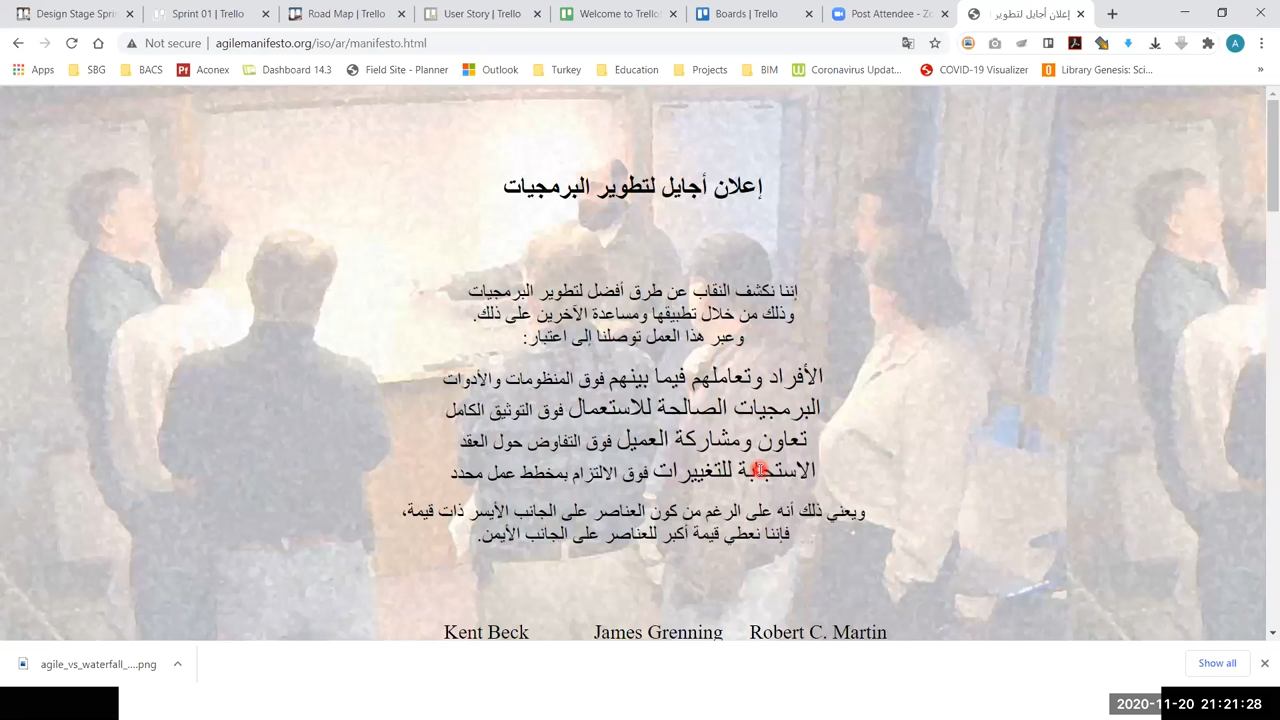 Design Stage Sprin
Sprint 01 | Trello
Road Map | Trello
User Story | Trello
Welcome to Trello!
Boards | Trello
Post Attendee - Zo
إعلان أجايل لتطوير
Not secure | agilemanifesto.org/iso/ar/manifesto.html
A
Apps
SBG
BACS
Aconex
Dashboard 14.3
Field Site - Planner
Outlook
Turkey
Education
Projects
BIM
Coronavirus Updat...
COVID-19 Visualizer
Library Genesis: Sci...
»
إعلان أجايل لتطوير البرمجيات
إننا نكشف النقاب عن طرق أفضل لتطوير البرمجيات
وذلك من خلال تطبيقها ومساعدة الآخرين على ذلك.
وعبر هذا العمل توصلنا إلى اعتبار:
الأفراد وتعاملهم فيما بينهم فوق المنظومات والأدوات
البرمجيات الصالحة للاستعمال فوق التوثيق الكامل
تعاون ومشاركة العميل فوق التفاوض حول العقد
الاستجابة للتغييرات فوق الالتزام بمخطط عمل محدد
ويعني ذلك أنه على الرغم من كون العناصر على الجانب الأيسر ذات قيمة،
فإننا نعطي قيمة أكبر للعناصر على الجانب الأيمن.
Kent Beck James Grenning Robert C. Martin
agile_vs_waterfall_....png
Show all
2020-11-20 21:21:28